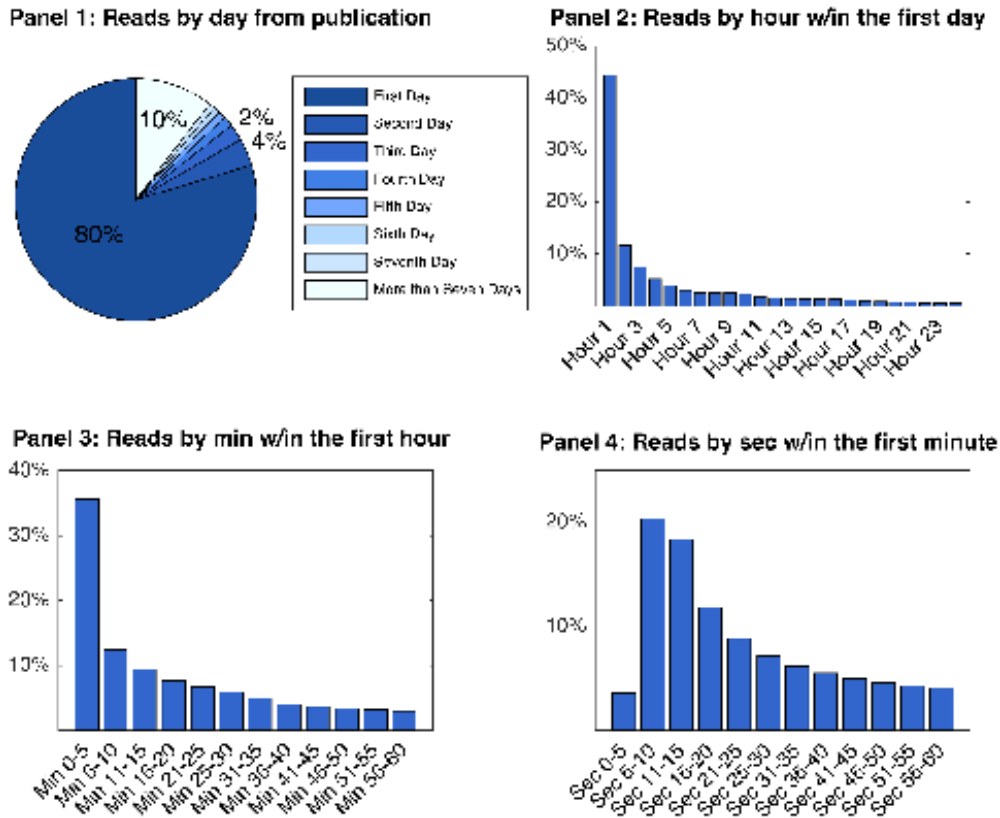 Panel 1: Reads by day from publication
10%
2%
4%
80%
First Day
Second Day
Third Day
Fourth Day
Fifth Day
Sixth Day
Seventh Day
More than Seven Days
Panel 2: Reads by hour w/in the first day
50%
40%
30%
20%
10%
Hour 1
Hour 3
Hour 5
Hour 7
Hour 9
Hour 11
Hour 13
Hour 15
Hour 17
Hour 19
Hour 21
Hour 23
Panel 3: Reads by min w/in the first hour
40%
30%
20%
10%
Min 0-5
Min 6-10
Min 11-15
Min 16-20
Min 21-25
Min 25-30
Min 31-35
Min 36-40
Min 41-45
Min 46-50
Min 51-55
Min 56-60
Panel 4: Reads by sec w/in the first minute
20%
10%
Sec 0-5
Sec 6-10
Sec 11-15
Sec 16-20
Sec 21-25
Sec 25-30
Sec 31-35
Sec 36-40
Sec 41-45
Sec 46-50
Sec 51-55
Sec 56-60